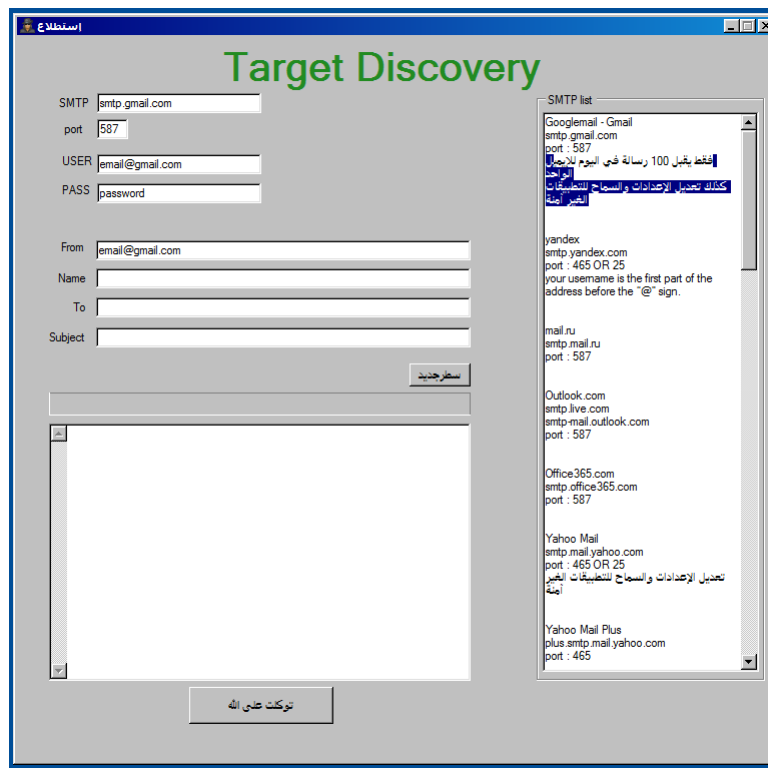 إستطلاع
Target Discovery
SMTP smtp.gmail.com
port 587
USER email@gmail.com
PASS password
From email@gmail.com
Name
To
Subject
سطرجديد
توكلت على الله
SMTP list
Googlemail - Gmail
smtp.gmail.com
port : 587
فقط يقبل 100 رسالة في اليوم للإيميل
الواحد
كذلك تعديل الإعدادات والسماح للتطبيقات
الغير آمنة
yandex
smtp.yandex.com
port : 465 OR 25
your username is the first part of the
address before the "@" sign.
mail.ru
smtp.mail.ru
port : 587
Outlook.com
smtp.live.com
smtp-mail.outlook.com
port : 587
Office365.com
smtp.office365.com
port : 587
Yahoo Mail
smtp.mail.yahoo.com
port : 465 OR 25
تعديل الإعدادات والسماح للتطبيقات الغير
آمنة
Yahoo Mail Plus
plus.smtp.mail.yahoo.com
port : 465